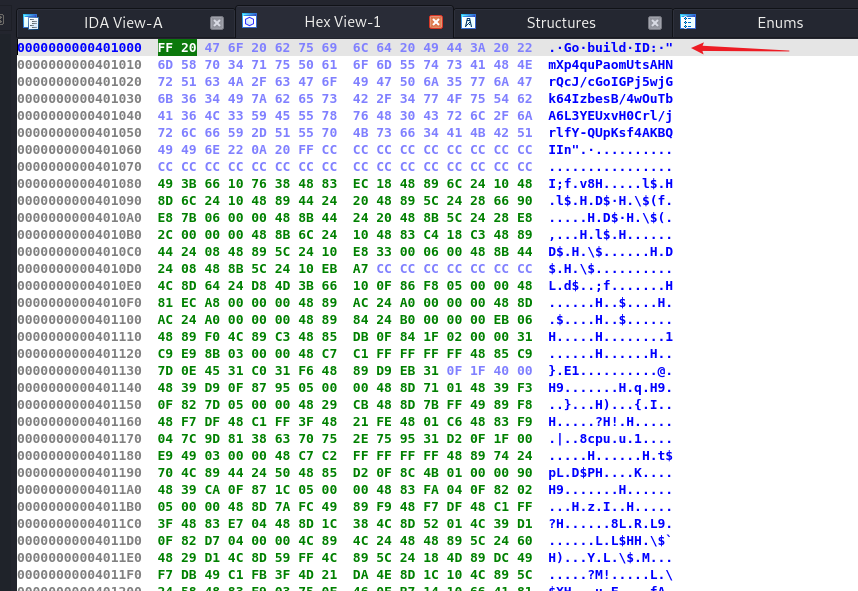 IDA View-A Hex View-1 Structures Enums
0000000000401000 FF 20 47 6F 20 62 75 69 6C 64 20 49 44 3A 20 22 .·Go·build·ID:·"
0000000000401010 6D 58 70 34 71 75 50 61 6F 6D 55 74 73 41 48 4E mXp4quPaomUtsAHN
0000000000401020 72 51 63 4A 2F 63 47 6F 49 47 50 6A 35 77 6A 47 rQcJ/cGoIGPj5wjG
0000000000401030 6B 36 34 49 7A 62 65 73 42 2F 34 77 4F 75 54 62 k64IzbesB/4wOuTb
0000000000401040 41 36 4C 33 59 45 55 78 76 48 30 43 72 6C 2F 6A A6L3YEUxvH0Crl/j
0000000000401050 72 6C 66 59 2D 51 55 70 4B 73 66 34 41 4B 42 51 rlfY-QUpKsf4AKBQ
0000000000401060 49 49 6E 22 0A 20 FF CC CC CC CC CC CC CC CC CC IIn".·..........
0000000000401070 CC CC CC CC CC CC CC CC CC CC CC CC CC CC CC CC ................
0000000000401080 49 3B 66 10 76 38 48 83 EC 18 48 89 6C 24 10 48 I;f.v8H.....l$.H
0000000000401090 8D 6C 24 10 48 89 44 24 20 48 89 5C 24 28 66 90 .l$.H.D$·H.\$(f.
00000000004010A0 E8 7B 06 00 00 48 8B 44 24 20 48 8B 5C 24 28 E8 .....H.D$·H.\$(.
00000000004010B0 2C 00 00 00 48 8B 6C 24 10 48 83 C4 18 C3 48 89 ,...H.l$.H......
00000000004010C0 44 24 08 48 89 5C 24 10 E8 33 00 06 00 48 8B 44 D$.H.\$......H.D
00000000004010D0 24 08 48 8B 5C 24 10 EB A7 CC CC CC CC CC CC CC $.H.\$..........
00000000004010E0 4C 8D 64 24 D8 4D 3B 66 10 0F 86 F8 05 00 00 48 L.d$..;f.......H
00000000004010F0 81 EC A8 00 00 00 48 89 AC 24 A0 00 00 00 48 8D ......H..$....H.
0000000000401100 AC 24 A0 00 00 00 48 89 84 24 B0 00 00 00 EB 06 .$....H..$......
0000000000401110 48 89 F0 4C 89 C3 48 85 DB 0F 84 1F 02 00 00 31 H.....H........1
0000000000401120 C9 E9 8B 03 00 00 48 C7 C1 FF FF FF FF 48 85 C9 ......H......H..
0000000000401130 7D 0E 45 31 C0 31 F6 48 89 D9 EB 31 0F 1F 40 00 }.E1..........@.
0000000000401140 48 39 D9 0F 87 95 05 00 00 48 8D 71 01 48 39 F3 H9.......H.q.H9.
0000000000401150 0F 82 7D 05 00 00 48 29 CB 48 8D 7B FF 49 89 F8 ..}...H)...{.I..
0000000000401160 48 F7 DF 48 C1 FF 3F 48 21 FE 48 01 C6 48 83 F9 H.....?H!.H.....
0000000000401170 04 7C 9D 81 38 63 70 75 2E 75 95 31 D2 0F 1F 00 .|..8cpu.u.1....
0000000000401180 E9 49 03 00 00 48 C7 C2 FF FF FF FF 48 89 74 24 .....H......H.t$
0000000000401190 70 4C 89 44 24 50 48 85 D2 0F 8C 4B 01 00 00 90 pL.D$PH....K....
00000000004011A0 48 39 CA 0F 87 1C 05 00 00 48 83 FA 04 0F 82 02 H9.......H......
00000000004011B0 05 00 00 48 8D 7A FC 49 89 F9 48 F7 DF 48 C1 FF ...H.z.I..H.....
00000000004011C0 3F 48 83 E7 04 48 8D 1C 38 4C 8D 52 01 4C 39 D1 ?H......8L.R.L9.
00000000004011D0 0F 82 D7 04 00 00 4C 89 4C 24 48 48 89 5C 24 60 ......L.L$HH.\$`
00000000004011E0 48 29 D1 4C 8D 59 FF 4C 89 5C 24 18 4D 89 DC 49 H)...Y.L.\$.M...
00000000004011F0 F7 DB 49 C1 FB 3F 4D 21 DA 4E 8D 1C 10 4C 89 5C .....?M!.....L.\